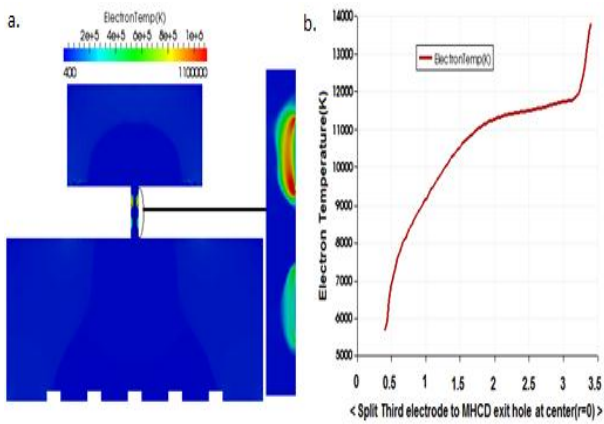 a.
ElectronTemp(K)
2e+5 4e+5 6e+5 8e+5 1e+6
400 1100000
b.
14000
13000
12000
11000
10000
9000
8000
7000
6000
5000
Electron Temperature(K)
ElectronTemp(K)
0 0.5 1 1.5 2 2.5 3 3.5
< Split Third electrode to MHCD exit hole at center(r=0) >